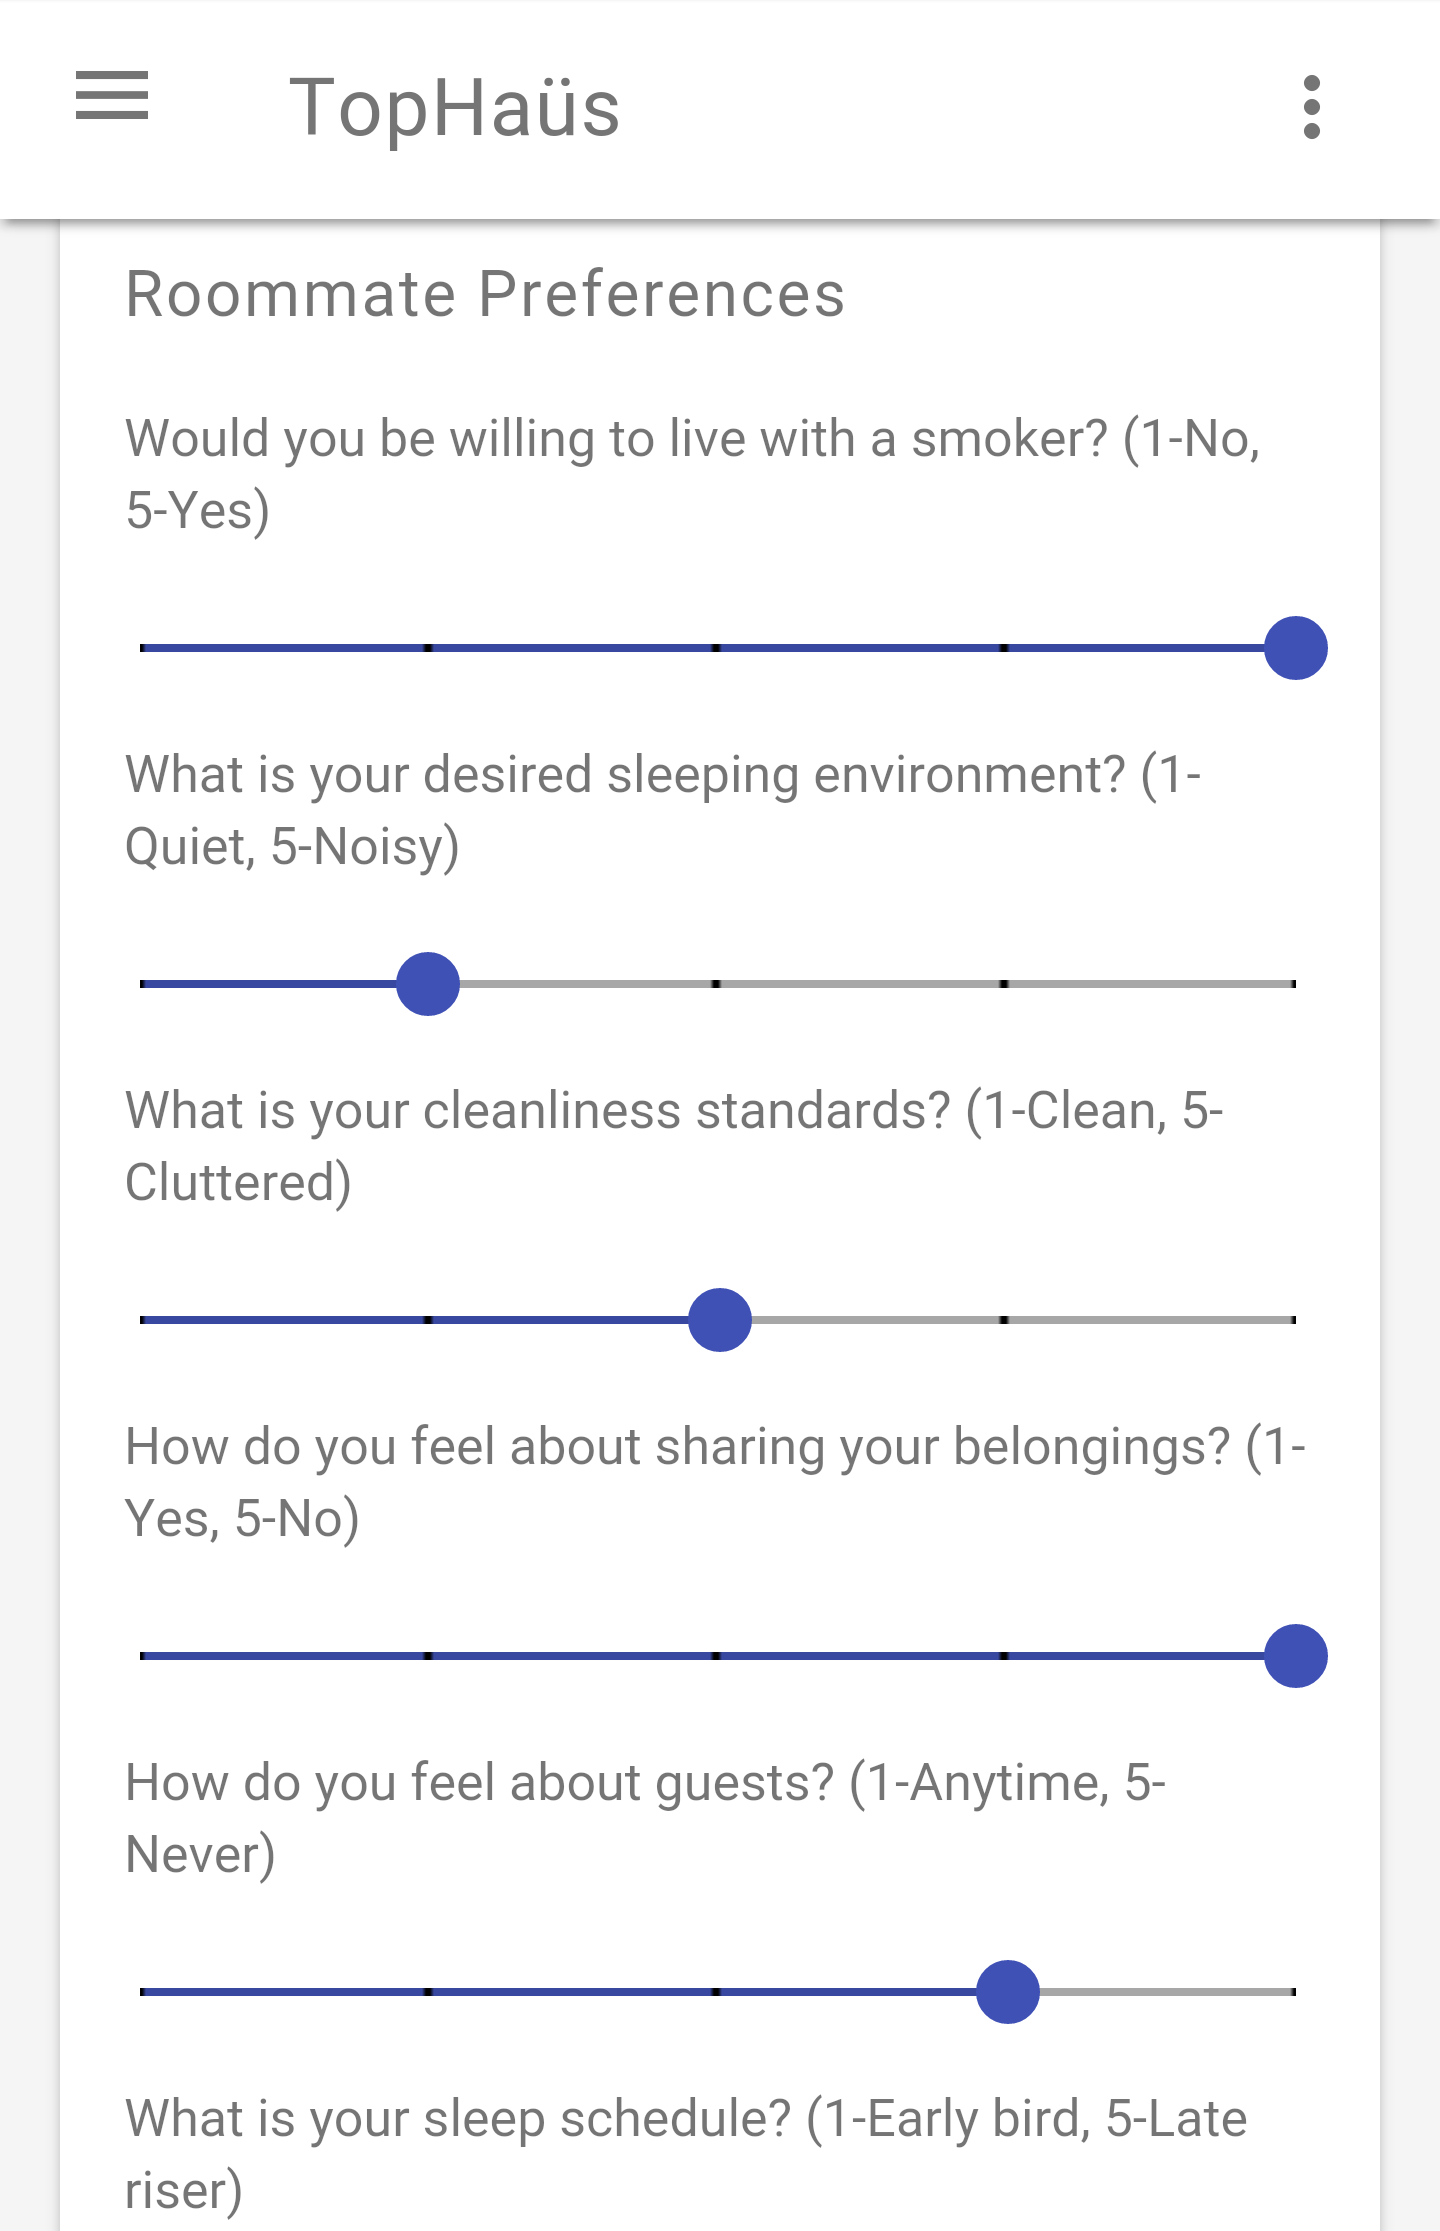 TopHaüs
Roommate Preferences
Would you be willing to live with a smoker? (1-No,
5-Yes)
What is your desired sleeping environment? (1-
Quiet, 5-Noisy)
What is your cleanliness standards? (1-Clean, 5-
Cluttered)
How do you feel about sharing your belongings? (1-
Yes, 5-No)
How do you feel about guests? (1-Anytime, 5-
Never)
What is your sleep schedule? (1-Early bird, 5-Late
riser)